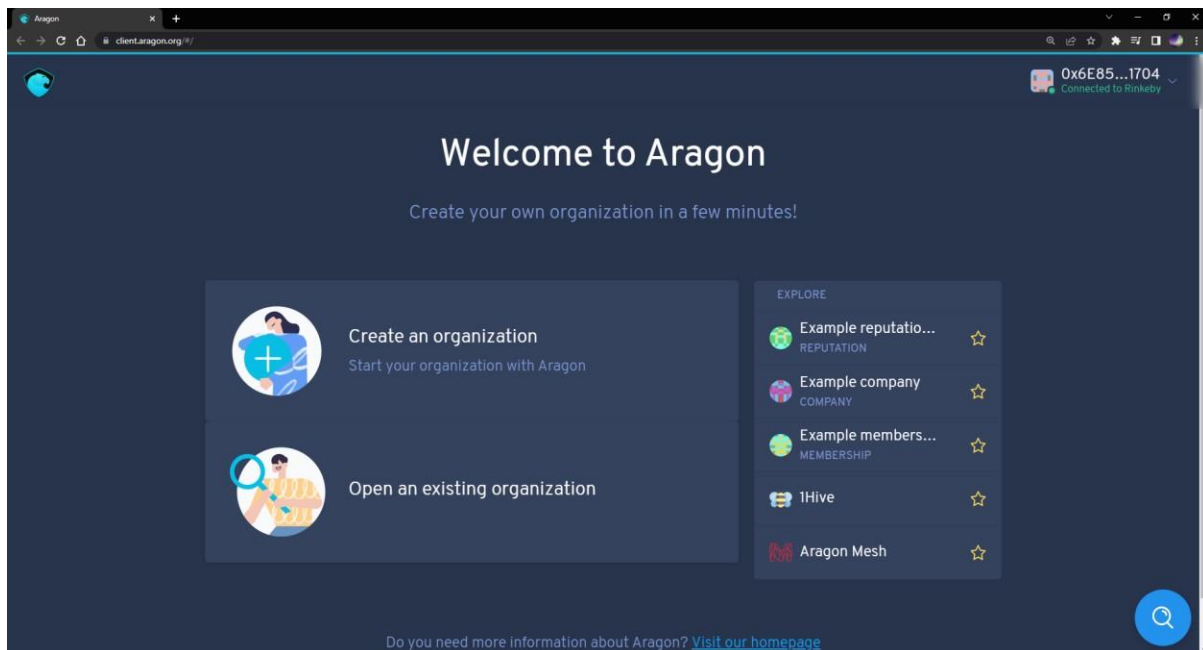 Aragon
client.aragon.org/#/
0x6E85...1704
Connected to Rinkeby
Welcome to Aragon
Create your own organization in a few minutes!
Create an organization
Start your organization with Aragon
Open an existing organization
EXPLORE
Example reputatio...
REPUTATION
Example company
COMPANY
Example members...
MEMBERSHIP
1Hive
Aragon Mesh
Do you need more information about Aragon? Visit our homepage